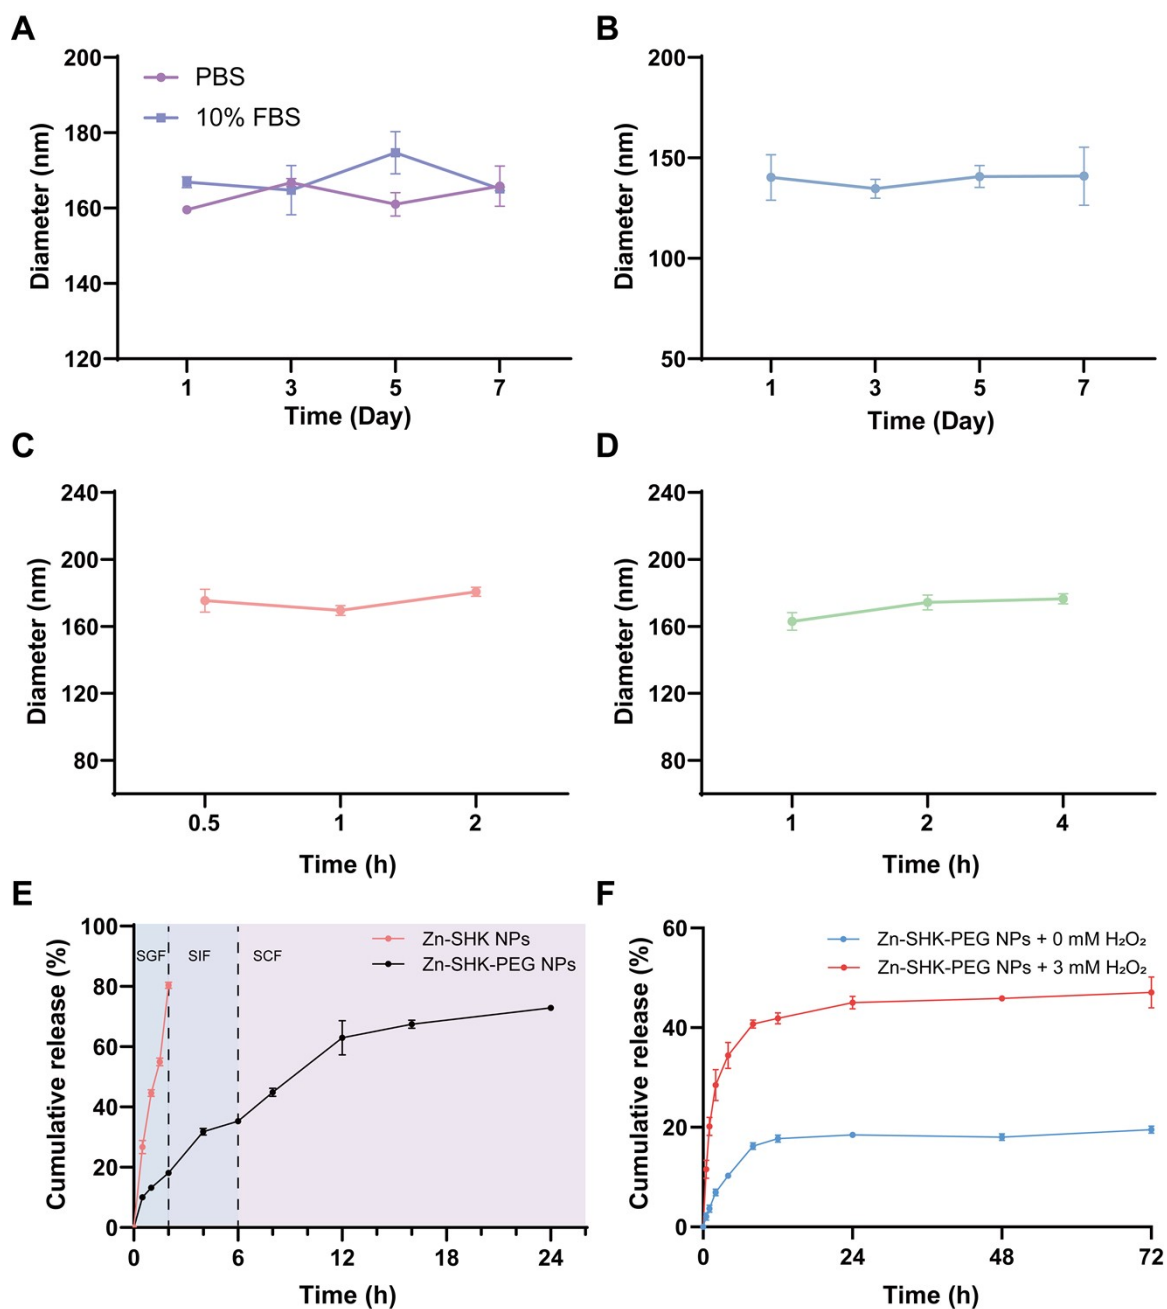 A
200
180
160
140
120
Diameter (nm)
PBS
10% FBS
1 3 5 7
Time (Day)
B
200
150
100
50
Diameter (nm)
1 3 5 7
Time (Day)
C
240
200
160
120
80
Diameter (nm)
0.5 1 2
Time (h)
D
240
200
160
120
80
Diameter (nm)
1 2 4
Time (h)
E
100
80
60
40
20
0
Cumulative release (%)
SGF SIF SCF
Zn-SHK NPs
Zn-SHK-PEG NPs
0 6 12 18 24
Time (h)
F
60
40
20
0
Cumulative release (%)
Zn-SHK-PEG NPs + 0 mM H₂O₂
Zn-SHK-PEG NPs + 3 mM H₂O₂
0 24 48 72
Time (h)